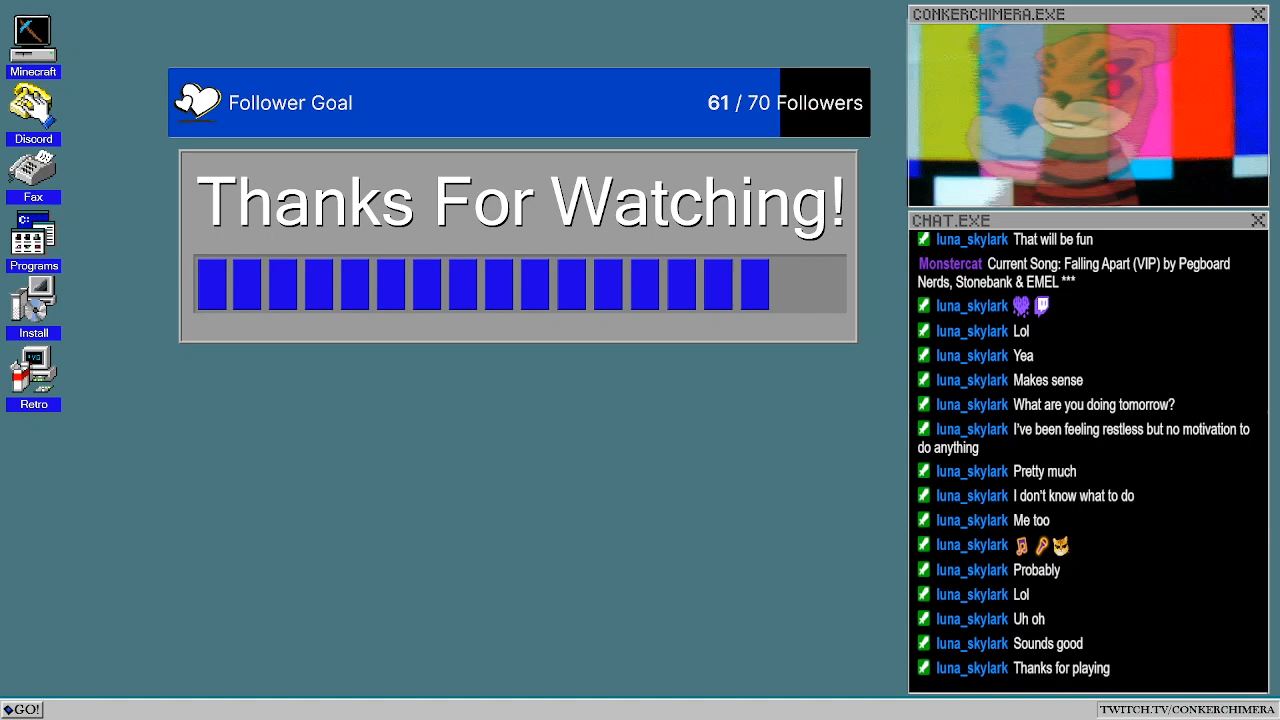 Minecraft
Discord
Fax
Programs
Install
Retro
Follower Goal
61 / 70 Followers
Thanks For Watching!
CONKERCHIMERA.EXE
CHAT.EXE
luna_skylark That will be fun
Monstercat Current Song: Falling Apart (VIP) by Pegboard
Nerds, Stonebank & EMEL ***
luna_skylark
luna_skylark Lol
luna_skylark Yea
luna_skylark Makes sense
luna_skylark What are you doing tomorrow?
luna_skylark I've been feeling restless but no motivation to
do anything
luna_skylark Pretty much
luna_skylark I don't know what to do
luna_skylark Me too
luna_skylark
luna_skylark Probably
luna_skylark Lol
luna_skylark Uh oh
luna_skylark Sounds good
luna_skylark Thanks for playing
GO!
TWITCH.TV/CONKERCHIMERA